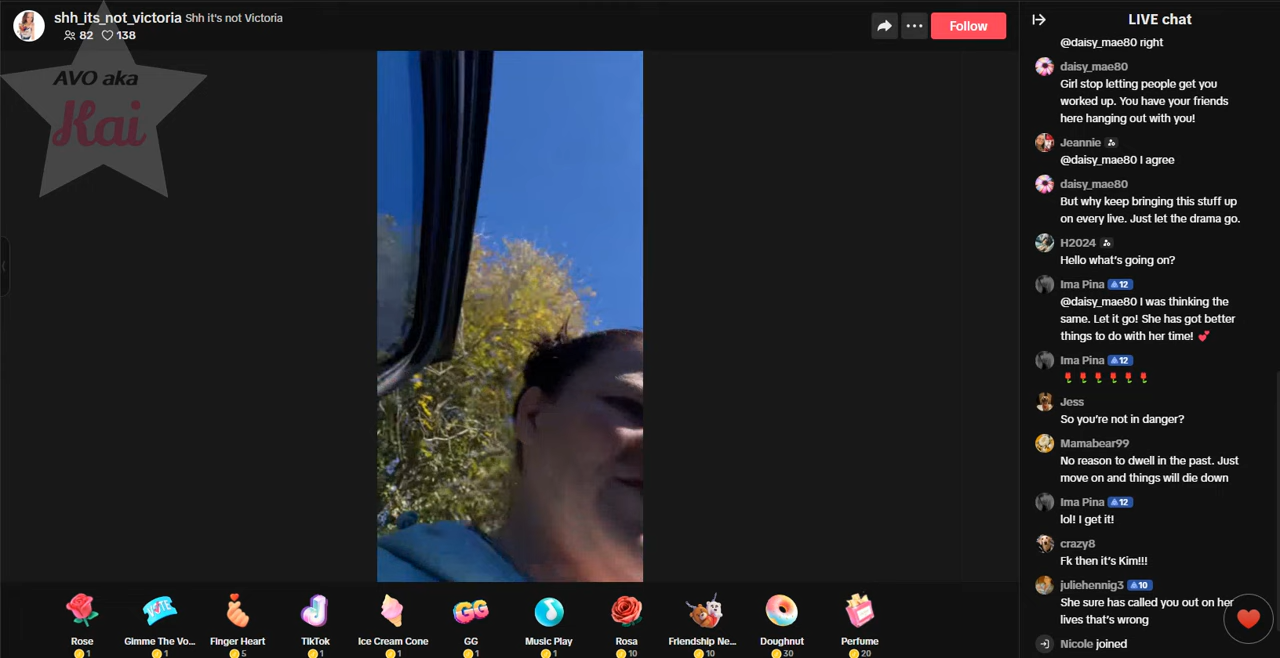 shh_its_not_victoria Shh it's not Victoria
82 138
Follow
AVO aka
Kai
LIVE chat
@daisy_mae80 right
daisy_mae80
Girl stop letting people get you
worked up. You have your friends
here hanging out with you!
Jeannie
@daisy_mae80 I agree
daisy_mae80
But why keep bringing this stuff up
on every live. Just let the drama go.
H2024
Hello what's going on?
Ima Pina 12
@daisy_mae80 I was thinking the
same. Let it go! She has got better
things to do with her time! 💕
Ima Pina 12
🌷🌷🌷🌷🌷🌷
Jess
So you're not in danger?
Mamabear99
No reason to dwell in the past. Just
move on and things will die down
Ima Pina 12
lol! I get it!
crazy8
Fk then it's Kim!!!
juliehennig3 10
She sure has called you out on her
lives that's wrong
Nicole joined
GG
Rose Gimme The Vo... Finger Heart TikTok Ice Cream Cone GG Music Play Rosa Friendship Ne... Doughnut Perfume
1 1 5 1 1 1 1 10 10 30 20